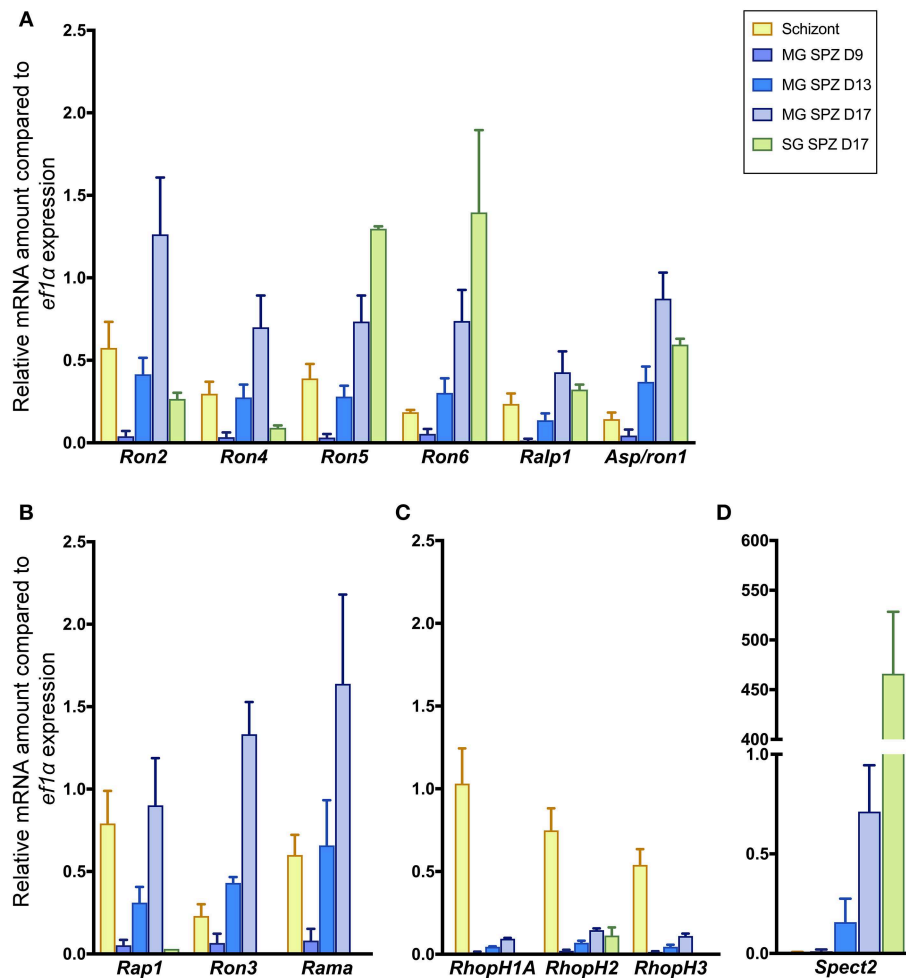 A
Relative mRNA amount compared to
ef1α expression
2.5
2.0
1.5
1.0
0.5
0.0
Ron2 Ron4 Ron5 Ron6 Ralp1 Asp/ron1
Schizont
MG SPZ D9
MG SPZ D13
MG SPZ D17
SG SPZ D17
B
Relative mRNA amount compared to
ef1α expression
2.5
2.0
1.5
1.0
0.5
0.0
Rap1 Ron3 Rama
C
2.5
2.0
1.5
1.0
0.5
0.0
RhopH1A RhopH2 RhopH3
D
600
550
500
450
400
1.0
0.5
0.0
Spect2